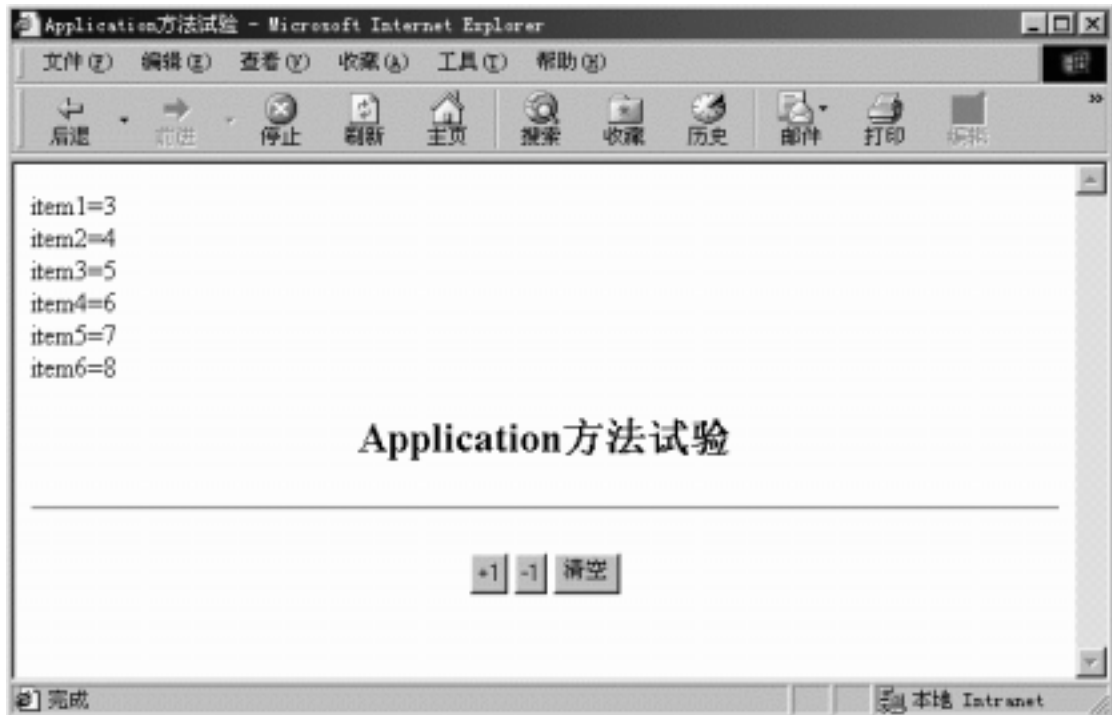 Application方法试验 - Microsoft Internet Explorer
文件(F) 编辑(E) 查看(V) 收藏(A) 工具(T) 帮助(H)
后退 前进 停止 刷新 主页 搜索 收藏 历史 邮件 打印 编辑
item1=3
item2=4
item3=5
item4=6
item5=7
item6=8
Application方法试验
+1 -1 清空
完成 本地 Intranet